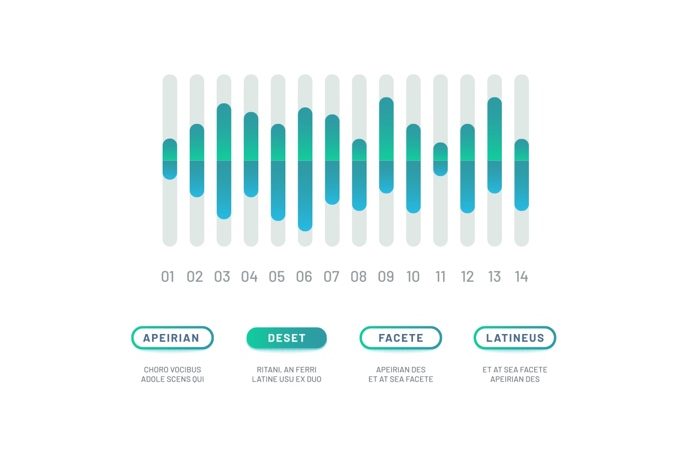 01 02 03 04 05 06 07 08 09 10 11 12 13 14
APEIRIAN DESET FACETE LATINEUS
CHORO VOCIBUS
ADOLE SCENS QUI
RITANI, AN FERRI
LATINE USU EX DUO
APEIRIAN DES
ET AT SEA FACETE
ET AT SEA FACETE
APEIRIAN DES